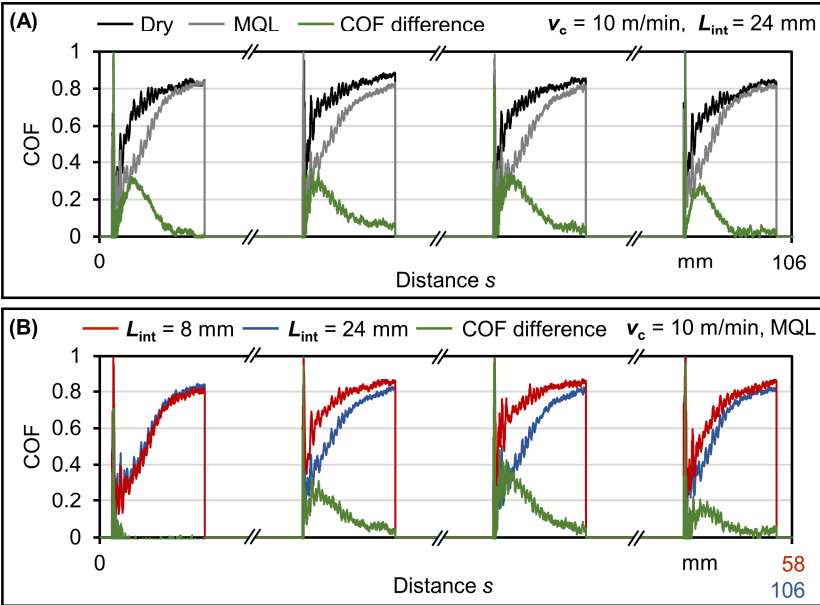 (A) Dry MQL COF difference vc = 10 m/min, Lint = 24 mm
1
0.8
0.6
0.4
0.2
0
COF
0 mm 106
Distance s
(B) Lint = 8 mm Lint = 24 mm COF difference vc = 10 m/min, MQL
1
0.8
0.6
0.4
0.2
0
COF
0 mm 58
Distance s 106